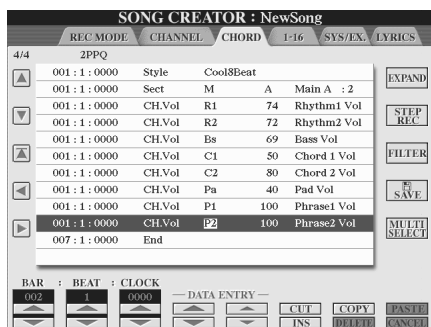 SONG CREATOR : NewSong
REC MODE CHANNEL CHORD 1-16 SYS/EX. LYRICS
4/4 2PPQ
001 : 1 : 0000 Style Cool8Beat
001 : 1 : 0000 Sect M A Main A : 2
001 : 1 : 0000 CH.Vol R1 74 Rhythm1 Vol
001 : 1 : 0000 CH.Vol R2 72 Rhythm2 Vol
001 : 1 : 0000 CH.Vol Bs 69 Bass Vol
001 : 1 : 0000 CH.Vol C1 50 Chord 1 Vol
001 : 1 : 0000 CH.Vol C2 80 Chord 2 Vol
001 : 1 : 0000 CH.Vol Pa 40 Pad Vol
001 : 1 : 0000 CH.Vol P1 100 Phrase1 Vol
001 : 1 : 0000 CH.Vol P2 100 Phrase2 Vol
007 : 1 : 0000 End
EXPAND
STEP
REC
FILTER
SAVE
MULTI
SELECT
BAR : BEAT : CLOCK
002 1 0000
DATA ENTRY
CUT COPY PASTE
INS DELETE CANCEL